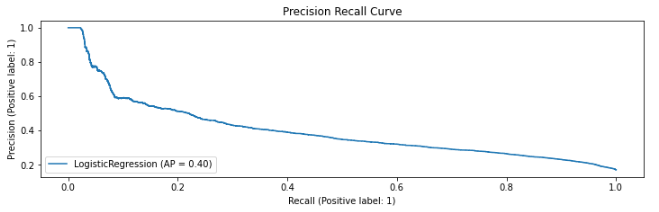 Precision Recall Curve
Precision (Positive label: 1)
1.0
0.8
0.6
0.4
0.2
LogisticRegression (AP = 0.40)
0.0 0.2 0.4 0.6 0.8 1.0
Recall (Positive label: 1)